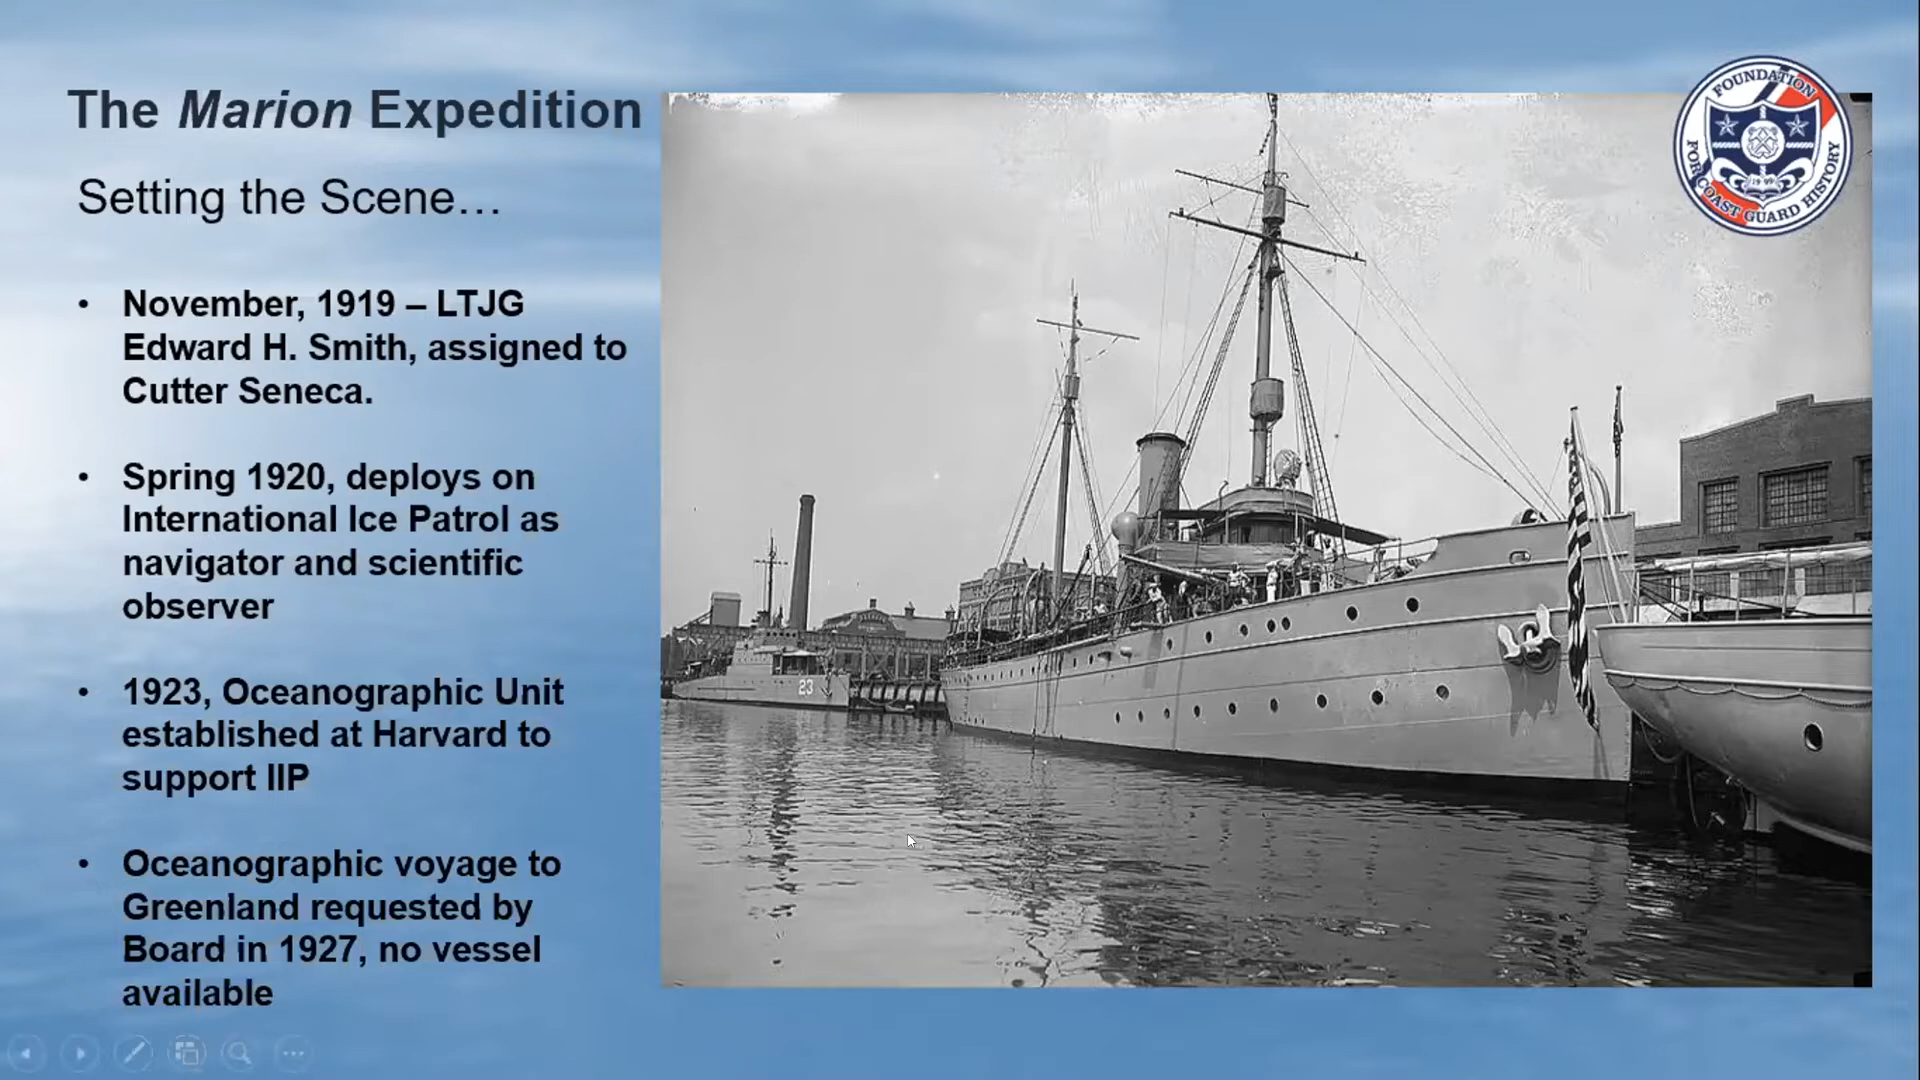 The Marion Expedition
Setting the Scene…
• November, 1919 – LTJG
Edward H. Smith, assigned to
Cutter Seneca.
• Spring 1920, deploys on
International Ice Patrol as
navigator and scientific
observer
• 1923, Oceanographic Unit
established at Harvard to
support IIP
• Oceanographic voyage to
Greenland requested by
Board in 1927, no vessel
available
FOUNDATION
FOR COAST GUARD HISTORY
1999
23